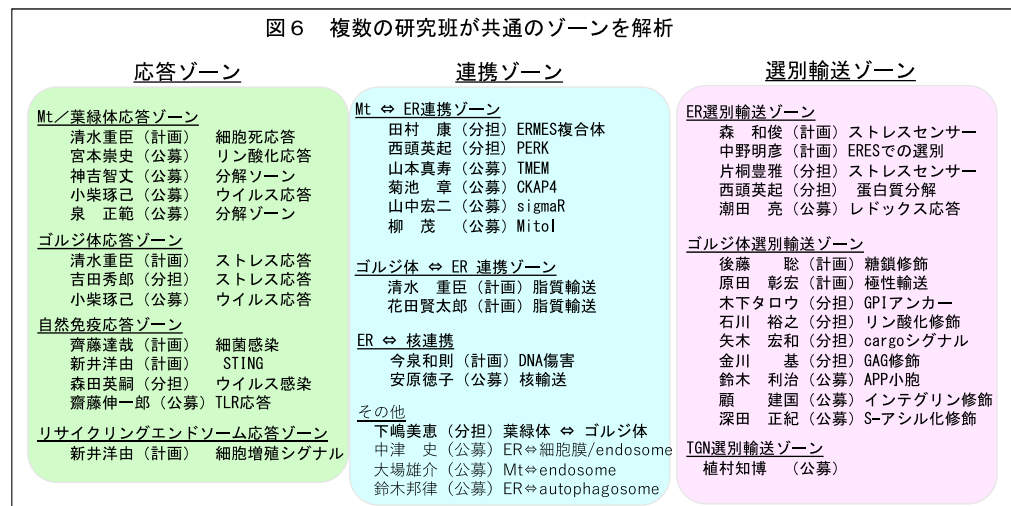 図6　複数の研究班が共通のゾーンを解析
応答ゾーン
Mt／葉緑体応答ゾーン
清水重臣（計画）　細胞死応答
宮本崇史（公募）　リン酸化応答
神吉智丈（公募）　分解ゾーン
小柴琢己（公募）　ウイルス応答
泉　正範（公募）　分解ゾーン
ゴルジ体応答ゾーン
清水重臣（計画）　ストレス応答
吉田秀郎（分担）　ストレス応答
小柴琢己（公募）　ウイルス応答
自然免疫応答ゾーン
齊藤達哉（計画）　細菌感染
新井洋由（計画）　STING
森田英嗣（分担）　ウイルス感染
齋藤伸一郎（公募）TLR応答
リサイクリングエンドソーム応答ゾーン
新井洋由（計画）　細胞増殖シグナル
連携ゾーン
Mt ⇔ ER連携ゾーン
田村　康（分担）ERMES複合体
西頭英起（分担）PERK
山本真寿（公募）TMEM
菊池　章（公募）CKAP4
山中宏二（公募）sigmaR
柳　茂　（公募）Mitol
ゴルジ体 ⇔ ER 連携ゾーン
清水　重臣（計画）脂質輸送
花田賢太郎（計画）脂質輸送
ER ⇔ 核連携
今泉和則（計画）DNA傷害
安原徳子（公募）核輸送
その他
下嶋美恵（分担）葉緑体 ⇔ ゴルジ体
中津　史（公募）ER⇔細胞膜/endosome
大場雄介（公募）Mt⇔endosome
鈴木邦律（公募）ER⇔autophagosome
選別輸送ゾーン
ER選別輸送ゾーン
森　和俊（計画）ストレスセンサー
中野明彦（計画）ERESでの選別
片桐豊雅（分担）ストレスセンサー
西頭英起（分担）　蛋白質分解
潮田　亮（公募）レドックス応答
ゴルジ体選別輸送ゾーン
後藤　　聡（計画）糖鎖修飾
原田　彰宏（計画）極性輸送
木下タロウ（分担）GPIアンカー
石川　裕之（分担）リン酸化修飾
矢木　宏和（分担）cargoシグナル
金川　　基（分担）GAG修飾
鈴木　利治（公募）APP小胞
顧　　建国（公募）インテグリン修飾
深田　正紀（公募）S-アシル化修飾
TGN選別輸送ゾーン
植村知博　（公募）